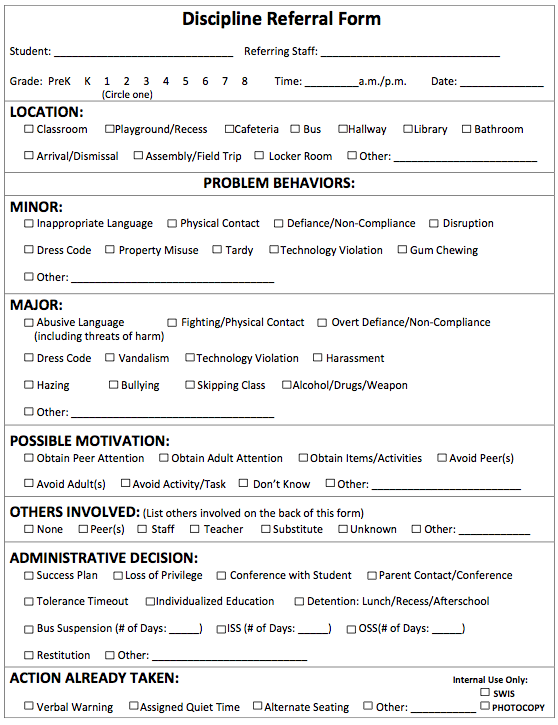 Discipline Referral Form
Student: ______________________________ Referring Staff: ______________________________
Grade: PreK K 1 2 3 4 5 6 7 8 Time: _________a.m./p.m. Date: ______________
(Circle one)
LOCATION:
☐ Classroom ☐Playground/Recess ☐Cafeteria ☐ Bus ☐Hallway ☐Library ☐ Bathroom
☐ Arrival/Dismissal ☐ Assembly/Field Trip ☐ Locker Room ☐ Other: ________________________
PROBLEM BEHAVIORS:
MINOR:
☐ Inappropriate Language ☐ Physical Contact ☐ Defiance/Non-Compliance ☐ Disruption
☐ Dress Code ☐ Property Misuse ☐ Tardy ☐Technology Violation ☐ Gum Chewing
☐ Other: __________________________________
MAJOR:
☐ Abusive Language ☐ Fighting/Physical Contact ☐ Overt Defiance/Non-Compliance
(including threats of harm)
☐ Dress Code ☐ Vandalism ☐Technology Violation ☐ Harassment
☐ Hazing ☐ Bullying ☐ Skipping Class ☐Alcohol/Drugs/Weapon
☐ Other: __________________________________
POSSIBLE MOTIVATION:
☐ Obtain Peer Attention ☐ Obtain Adult Attention ☐ Obtain Items/Activities ☐ Avoid Peer(s)
☐ Avoid Adult(s) ☐ Avoid Activity/Task ☐ Don't Know ☐ Other: _________________________
OTHERS INVOLVED: (List others involved on the back of this form)
☐ None ☐ Peer(s) ☐ Staff ☐ Teacher ☐ Substitute ☐ Unknown ☐ Other: ____________
ADMINISTRATIVE DECISION:
☐ Success Plan ☐ Loss of Privilege ☐ Conference with Student ☐ Parent Contact/Conference
☐ Tolerance Timeout ☐Individualized Education ☐ Detention: Lunch/Recess/Afterschool
☐ Bus Suspension (# of Days: _____) ☐ISS (# of Days: _____) ☐ OSS(# of Days:_____)
☐ Restitution ☐ Other: __________________________
ACTION ALREADY TAKEN: Internal Use Only:
☐ SWIS
☐ Verbal Warning ☐Assigned Quiet Time ☐ Alternate Seating ☐ Other: ___________ ☐ PHOTOCOPY